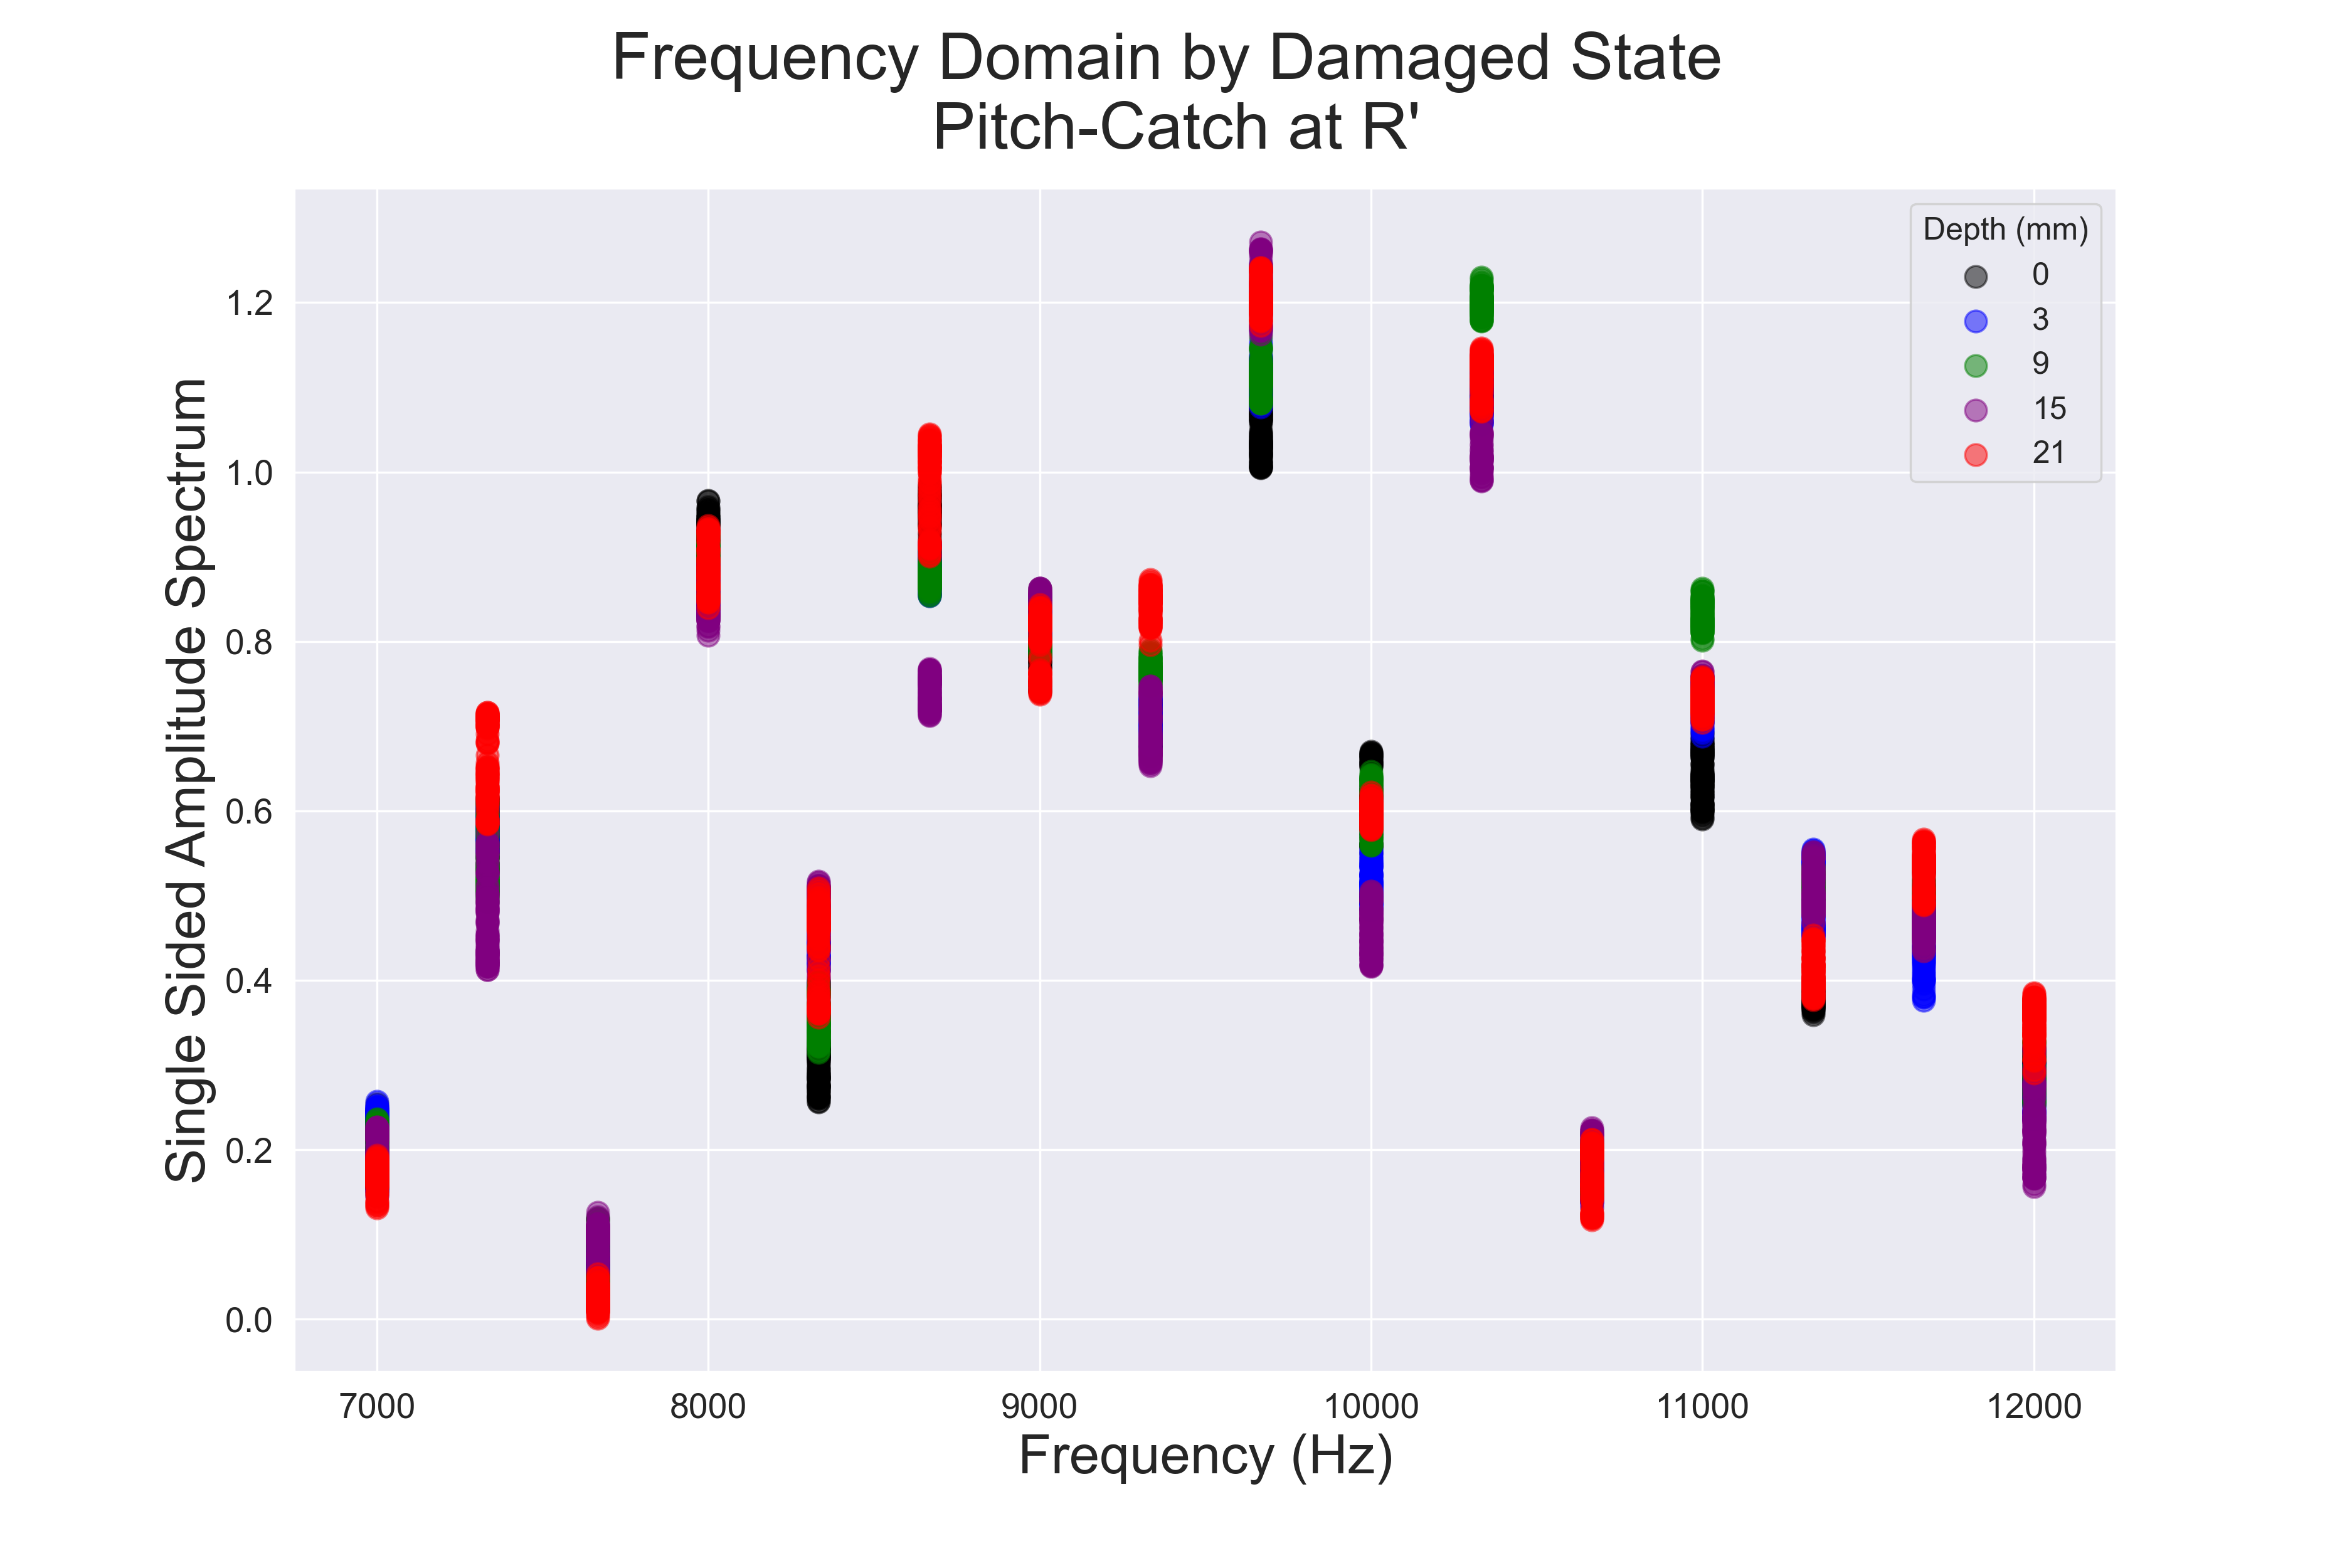 Frequency Domain by Damaged State
Pitch-Catch at R'
Single Sided Amplitude Spectrum
1.2
1.0
0.8
0.6
0.4
0.2
0.0
Depth (mm)
0
3
9
15
21
7000 8000 9000 10000 11000 12000
Frequency (Hz)